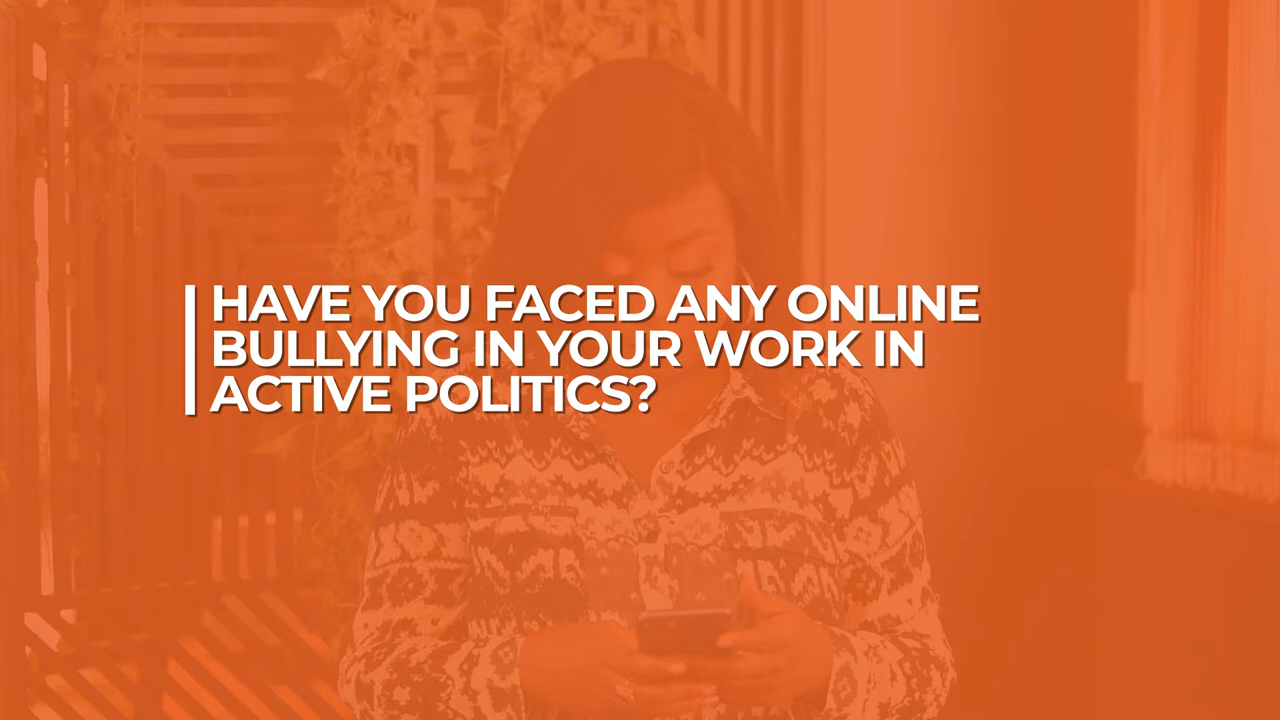 HAVE YOU FACED ANY ONLINE
BULLYING IN YOUR WORK IN
ACTIVE POLITICS?